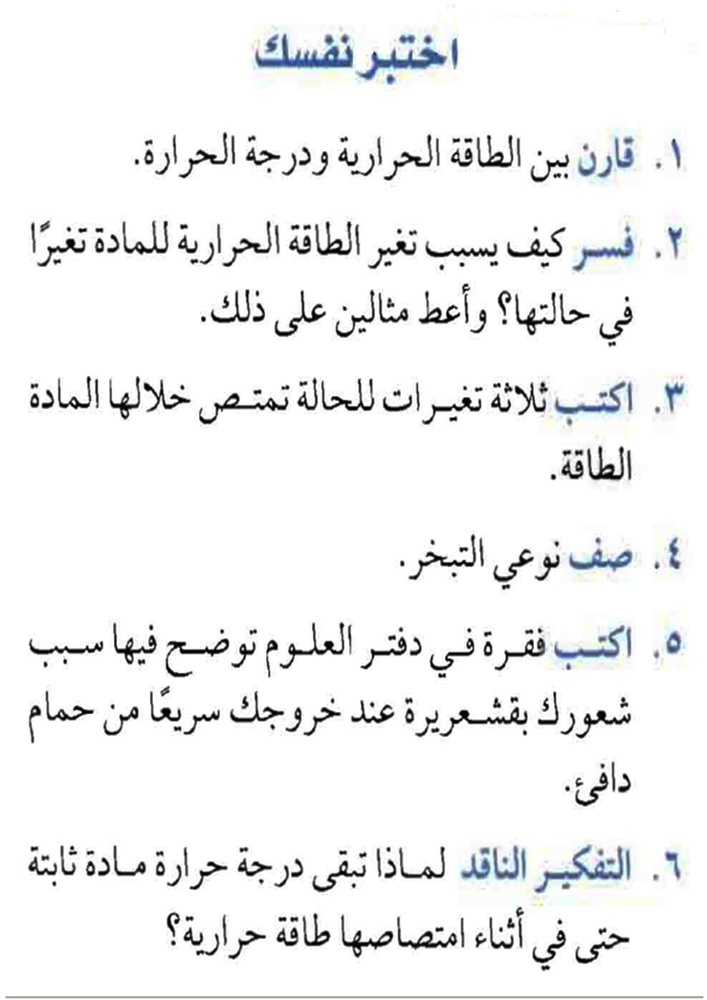 اختبر نفسك
١. قارن بين الطاقة الحرارية ودرجة الحرارة.
٢. فسر كيف يسبب تغير الطاقة الحرارية للمادة تغيرًا
في حالتها؟ وأعط مثالين على ذلك.
٣. اكتب ثلاثة تغيرات للحالة تمتص خلالها المادة
الطاقة.
٤. صف نوعي التبخر.
٥. اكتب فقرة في دفتر العلوم توضح فيها سبب
شعورك بقشعريرة عند خروجك سريعًا من حمام
دافئ.
٦. التفكير الناقد لماذا تبقى درجة حرارة مادة ثابتة
حتى في أثناء امتصاصها طاقة حرارية؟